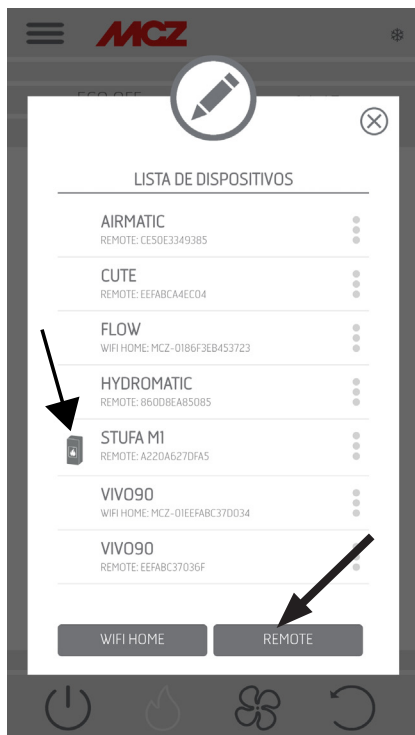 MCZ
LISTA DE DISPOSITIVOS
AIRMATIC
REMOTE: CE50E3349385
CUTE
REMOTE: EEFABCA4EC04
FLOW
WIFI HOME: MCZ-0186F3EB453723
HYDROMATIC
REMOTE: 860D8EA85085
STUFA M1
REMOTE: A220A627DFA5
VIVO90
WIFI HOME: MCZ-01EEFABC37D034
VIVO90
REMOTE: EEFABC37036F
WIFI HOME
REMOTE